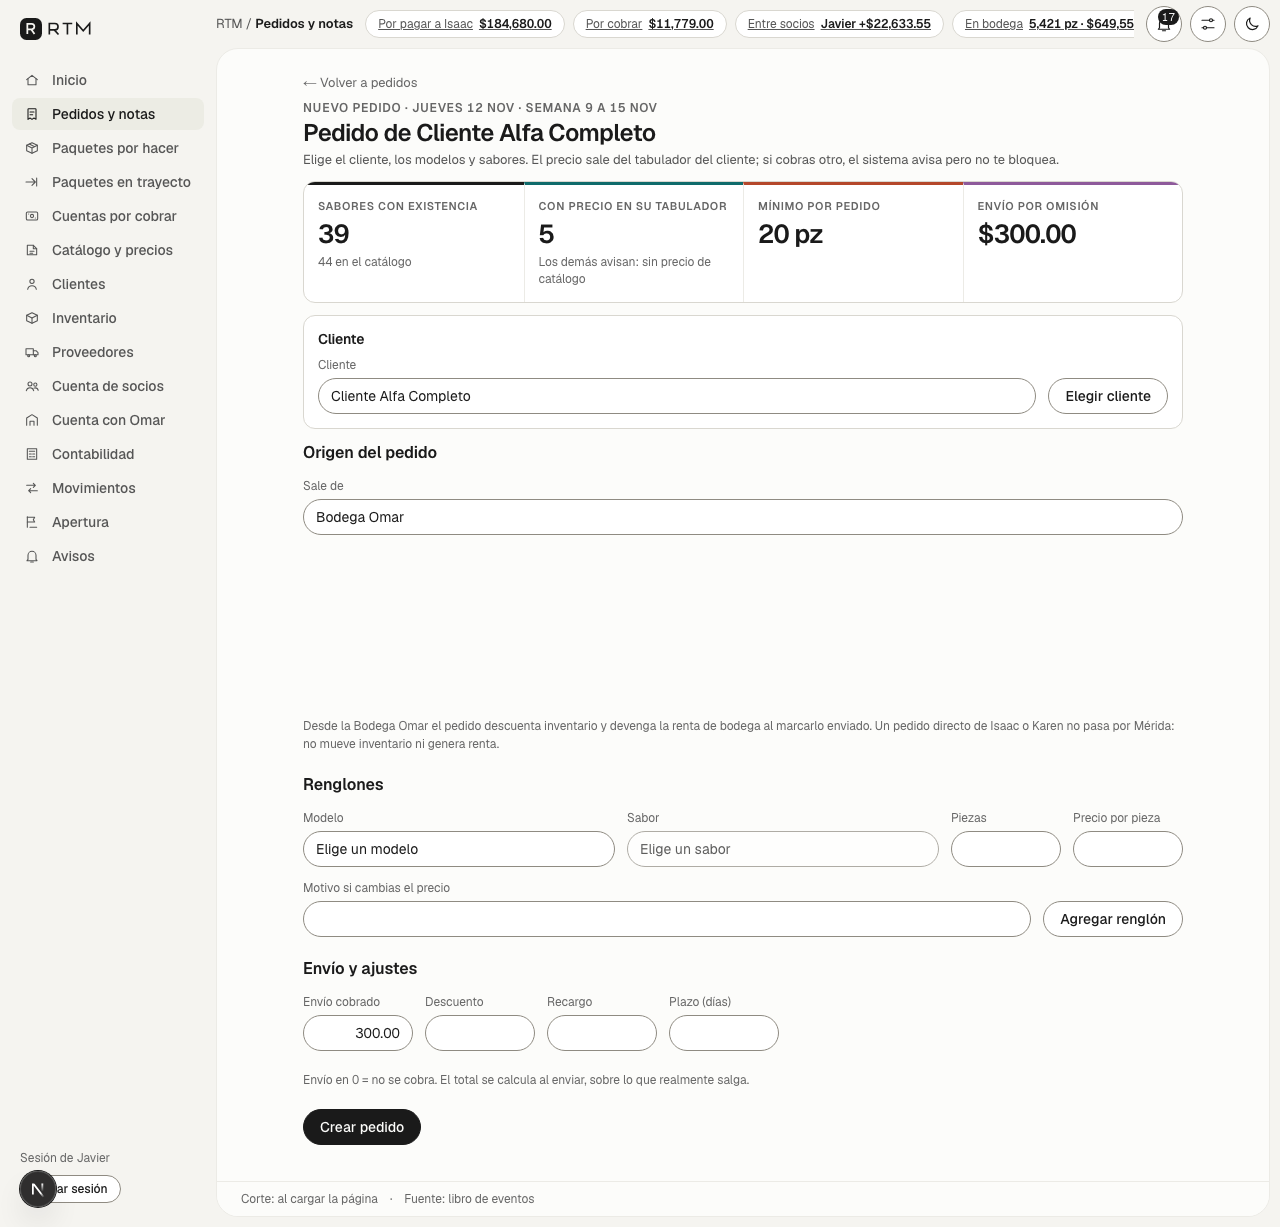 R RTM
RTM / Pedidos y notas
Por pagar a Isaac $184,680.00
Por cobrar $11,779.00
Entre socios Javier +$22,633.55
En bodega 5,421 pz · $649,55
17
Inicio
Pedidos y notas
Paquetes por hacer
Paquetes en trayecto
Cuentas por cobrar
Catálogo y precios
Clientes
Inventario
Proveedores
Cuenta de socios
Cuenta con Omar
Contabilidad
Movimientos
Apertura
Avisos
Sesión de Javier
N
ar sesión
← Volver a pedidos
NUEVO PEDIDO · JUEVES 12 NOV · SEMANA 9 A 15 NOV
Pedido de Cliente Alfa Completo
Elige el cliente, los modelos y sabores. El precio sale del tabulador del cliente; si cobras otro, el sistema avisa pero no te bloquea.
SABORES CON EXISTENCIA
39
44 en el catálogo
CON PRECIO EN SU TABULADOR
5
Los demás avisan: sin precio de
catálogo
MÍNIMO POR PEDIDO
20 pz
ENVÍO POR OMISIÓN
$300.00
Cliente
Cliente
Cliente Alfa Completo
Elegir cliente
Origen del pedido
Sale de
Bodega Omar
Desde la Bodega Omar el pedido descuenta inventario y devenga la renta de bodega al marcarlo enviado. Un pedido directo de Isaac o Karen no pasa por Mérida:
no mueve inventario ni genera renta.
Renglones
Modelo
Elige un modelo
Sabor
Elige un sabor
Piezas
Precio por pieza
Motivo si cambias el precio
Agregar renglón
Envío y ajustes
Envío cobrado
300.00
Descuento
Recargo
Plazo (días)
Envío en 0 = no se cobra. El total se calcula al enviar, sobre lo que realmente salga.
Crear pedido
Corte: al cargar la página · Fuente: libro de eventos